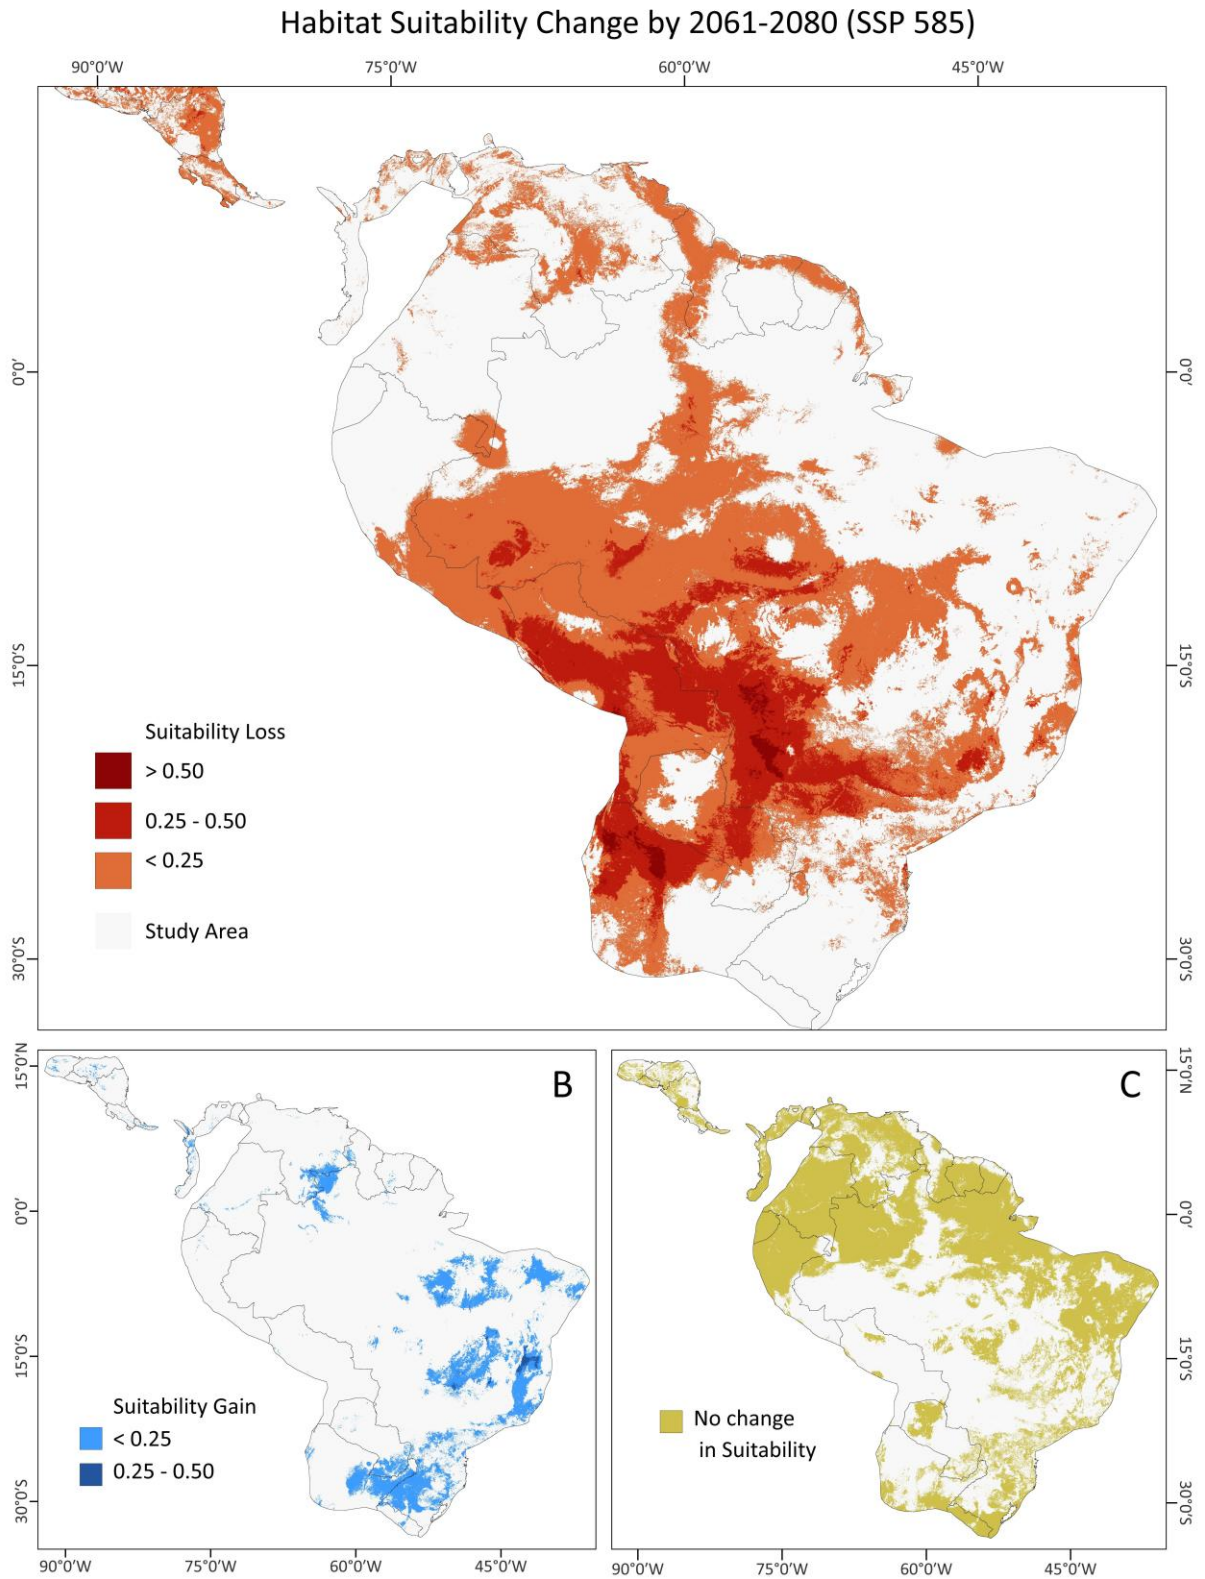 Habitat Suitability Change by 2061-2080 (SSP 585)
90°0'W 75°0'W 60°0'W 45°0'W
0°0' 0°0'
15°0'S 15°0'S
Suitability Loss
> 0.50
0.25 - 0.50
< 0.25
Study Area
30°0'S 30°0'S
15°0'N B C 15°0'N
0°0' 0°0'
15°0'S 15°0'S
Suitability Gain
< 0.25
0.25 - 0.50
No change
in Suitability
30°0'S 30°0'S
90°0'W 75°0'W 60°0'W 45°0'W 90°0'W 75°0'W 60°0'W 45°0'W